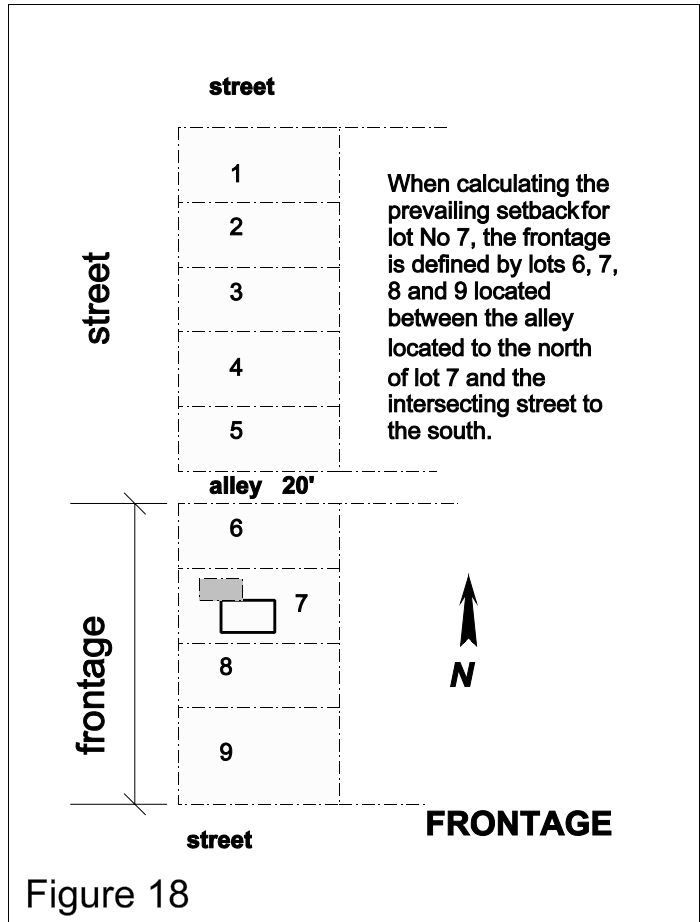 street
1
2
3
4
5
street
When calculating the
prevailing setback for
lot No 7, the frontage
is defined by lots 6, 7,
8 and 9 located
between the alley
located to the north
of lot 7 and the
intersecting street to
the south.
alley 20'
6
7
8
9
frontage
N
street
FRONTAGE
Figure 18